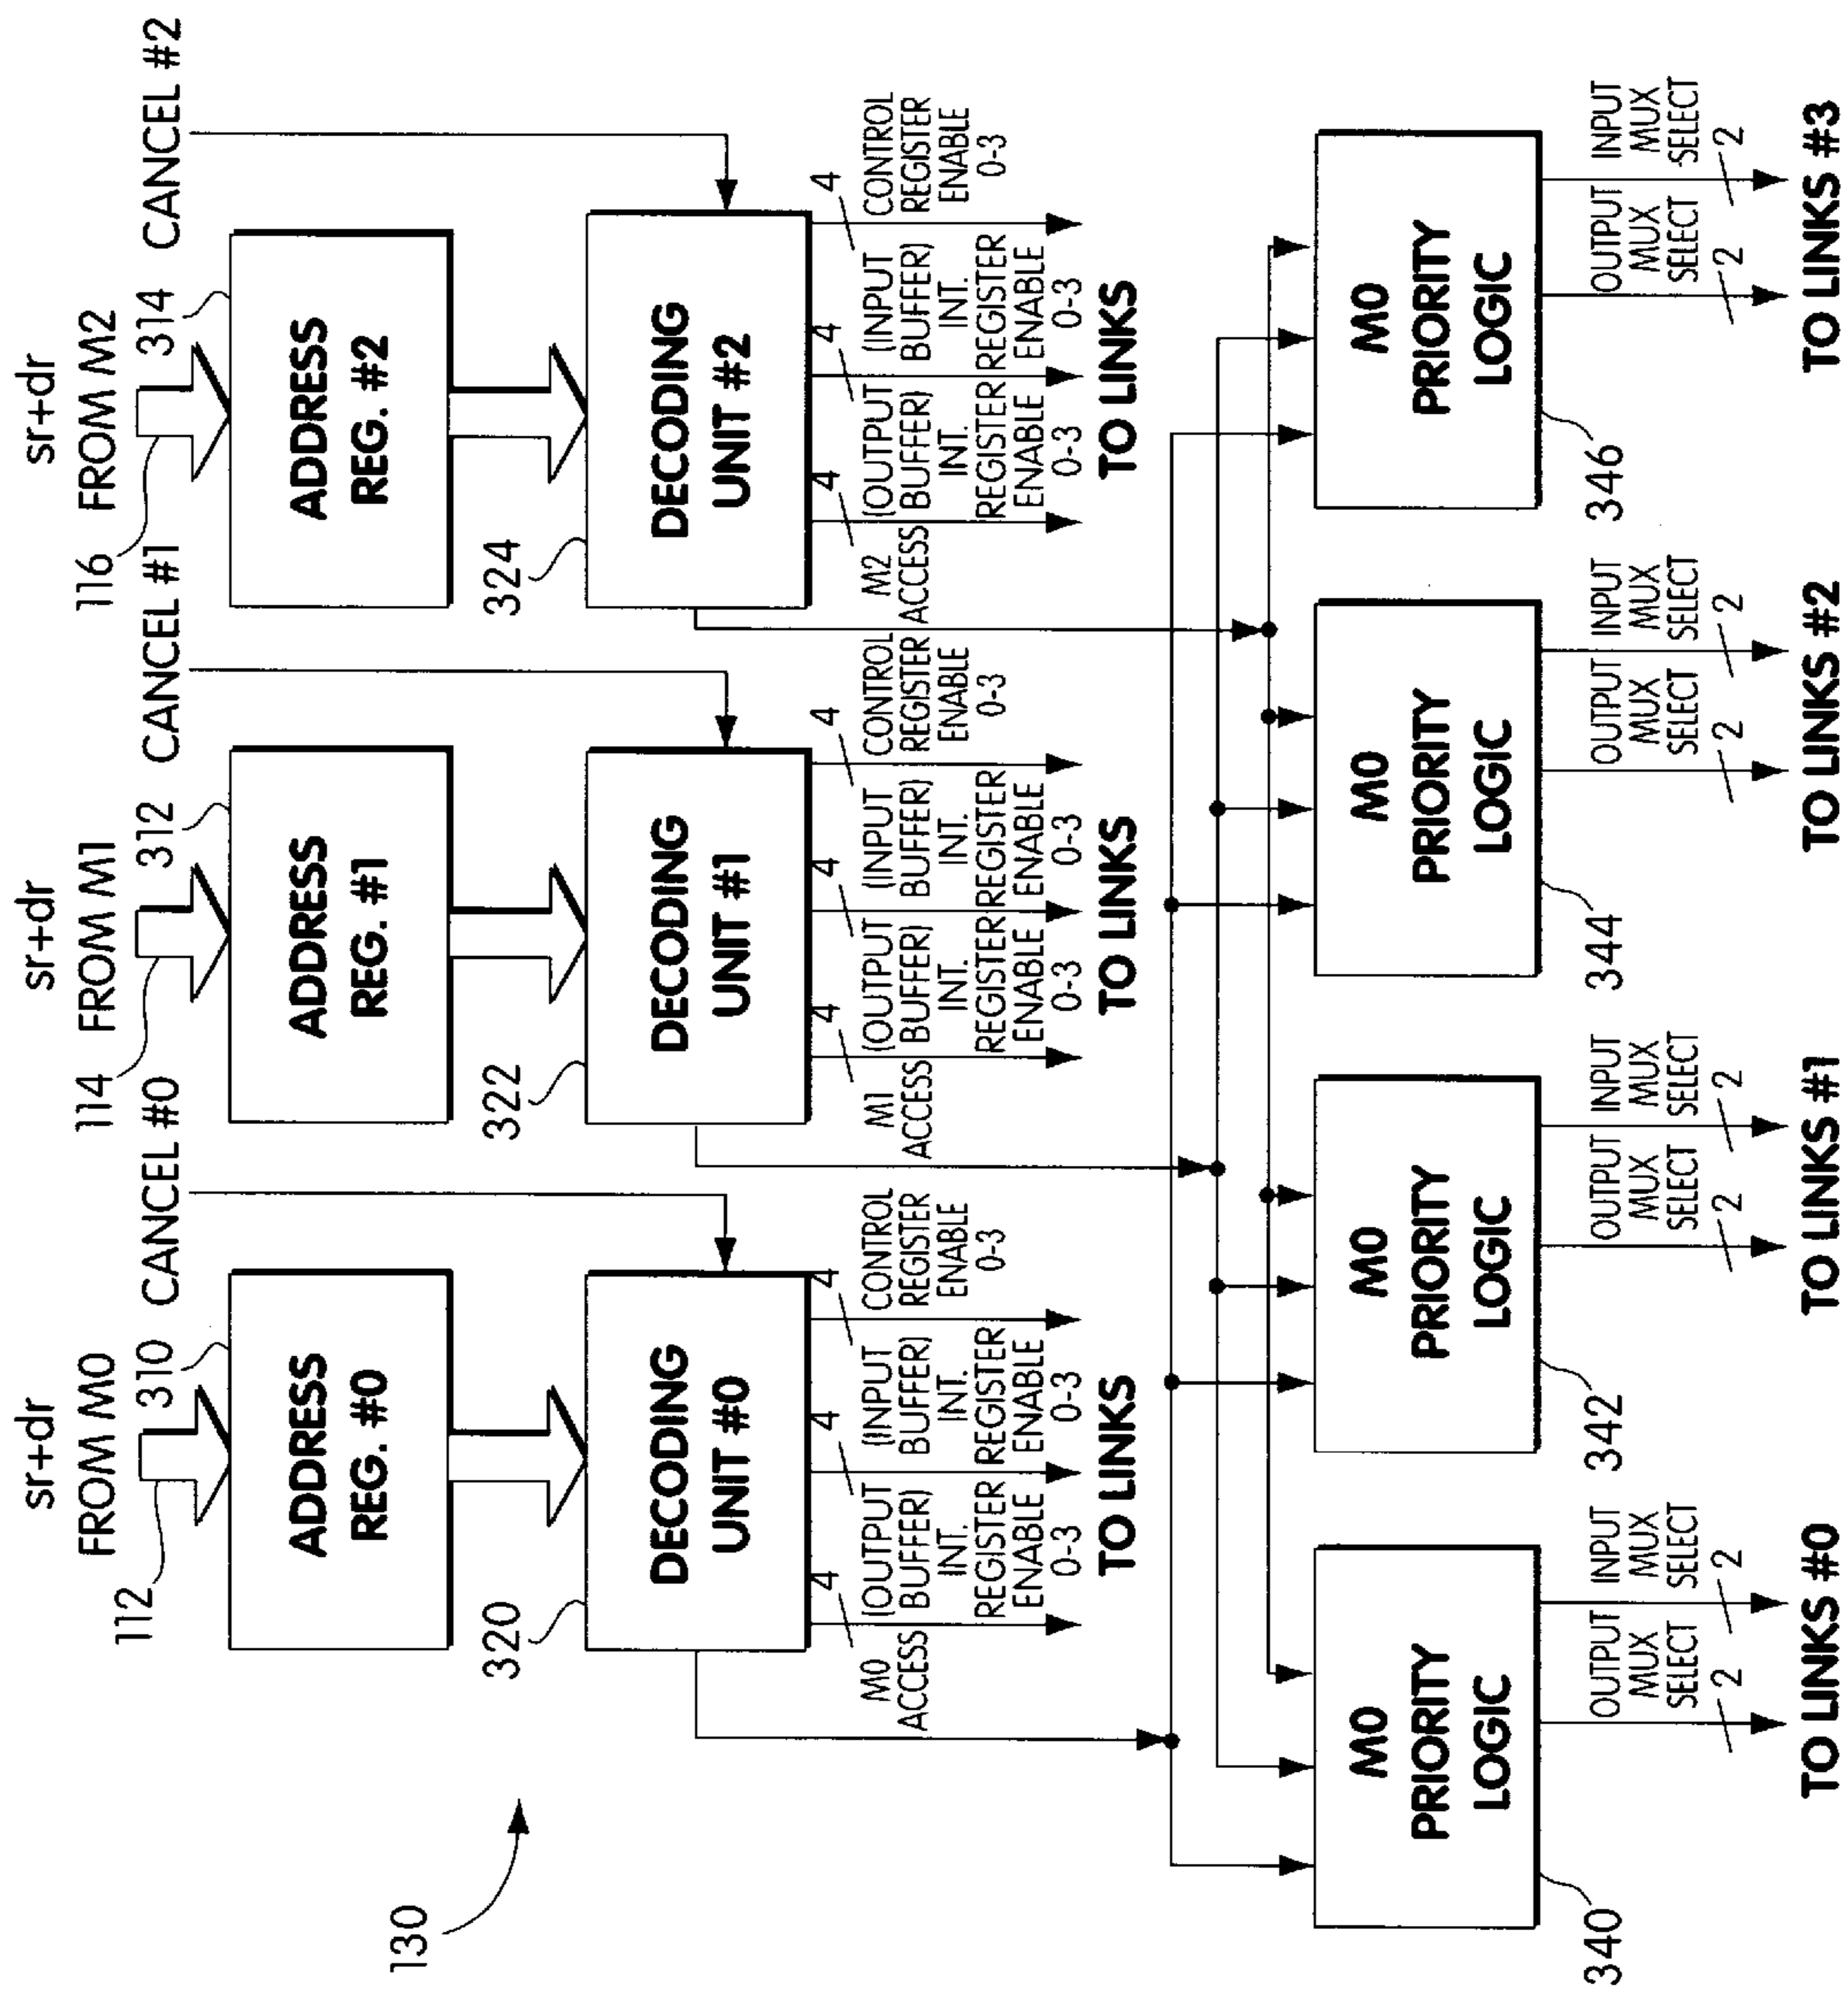 sr+dr
FROM M0
112
310
CANCEL #0
ADDRESS
REG. #0
320
DECODING
UNIT #0
M0
ACCESS
4
(OUTPUT
BUFFER)
INT.
REGISTER
ENABLE
0-3
4
(INPUT
BUFFER)
INT.
REGISTER
ENABLE
0-3
4
CONTROL
REGISTER
ENABLE
0-3
TO LINKS
sr+dr
FROM M1
114
312
CANCEL #1
ADDRESS
REG. #1
322
DECODING
UNIT #1
M1
ACCESS
4
(OUTPUT
BUFFER)
INT.
REGISTER
ENABLE
0-3
4
(INPUT
BUFFER)
INT.
REGISTER
ENABLE
0-3
4
CONTROL
REGISTER
ENABLE
0-3
TO LINKS
sr+dr
FROM M2
116
314
CANCEL #2
ADDRESS
REG. #2
324
DECODING
UNIT #2
M2
ACCESS
4
(OUTPUT
BUFFER)
INT.
REGISTER
ENABLE
0-3
4
(INPUT
BUFFER)
INT.
REGISTER
ENABLE
0-3
4
CONTROL
REGISTER
ENABLE
0-3
TO LINKS
130
M0
PRIORITY
LOGIC
340
OUTPUT
MUX
SELECT
2
INPUT
MUX
SELECT
2
TO LINKS #0
M0
PRIORITY
LOGIC
342
OUTPUT
MUX
SELECT
2
INPUT
MUX
SELECT
2
TO LINKS #1
M0
PRIORITY
LOGIC
344
OUTPUT
MUX
SELECT
2
INPUT
MUX
SELECT
2
TO LINKS #2
M0
PRIORITY
LOGIC
346
OUTPUT
MUX
SELECT
2
INPUT
MUX
SELECT
2
TO LINKS #3